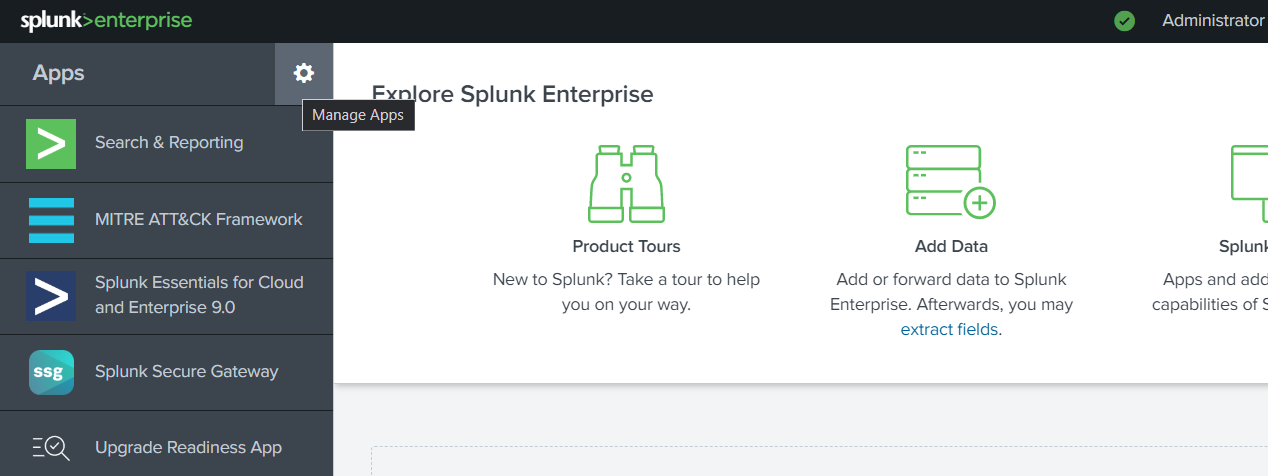 splunk>enterprise
Administrator
Apps
Manage Apps
Search & Reporting
MITRE ATT&CK Framework
Splunk Essentials for Cloud
and Enterprise 9.0
ssg
Splunk Secure Gateway
Upgrade Readiness App
Explore Splunk Enterprise
Product Tours
New to Splunk? Take a tour to help
you on your way.
Add Data
Add or forward data to Splunk
Enterprise. Afterwards, you may
extract fields.
Splunk
Apps and add
capabilities of S